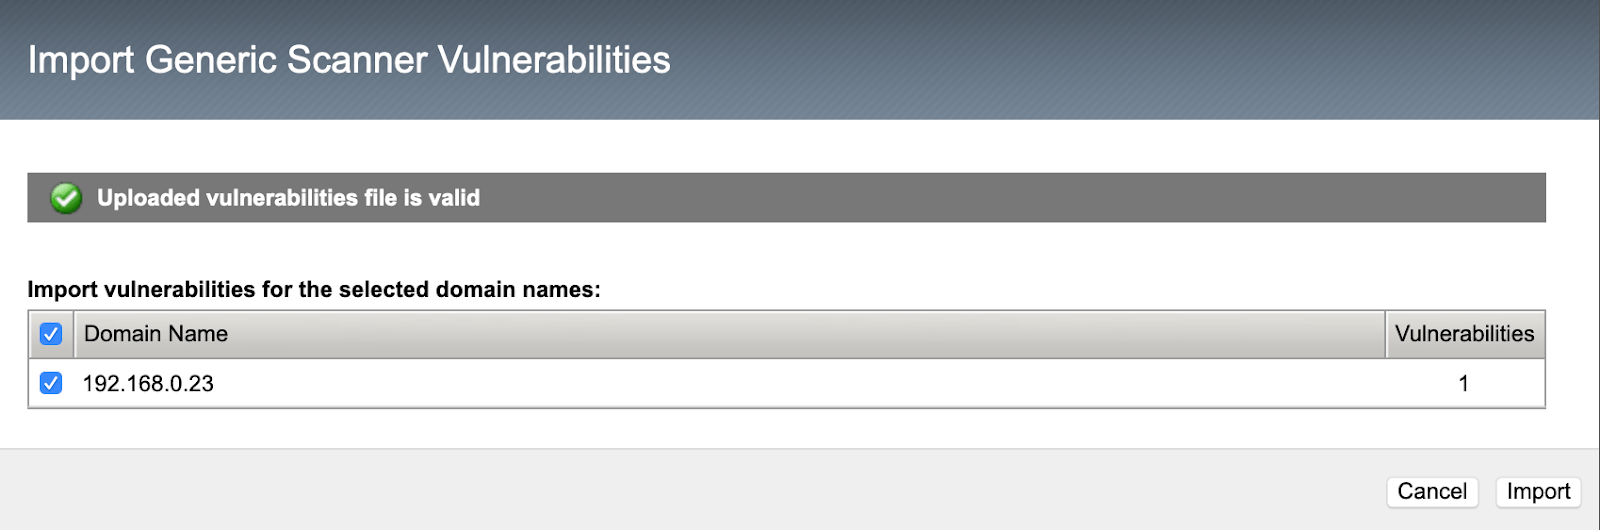 Import Generic Scanner Vulnerabilities
Uploaded vulnerabilities file is valid
Import vulnerabilities for the selected domain names:
Domain Name Vulnerabilities
192.168.0.23 1
Cancel Import